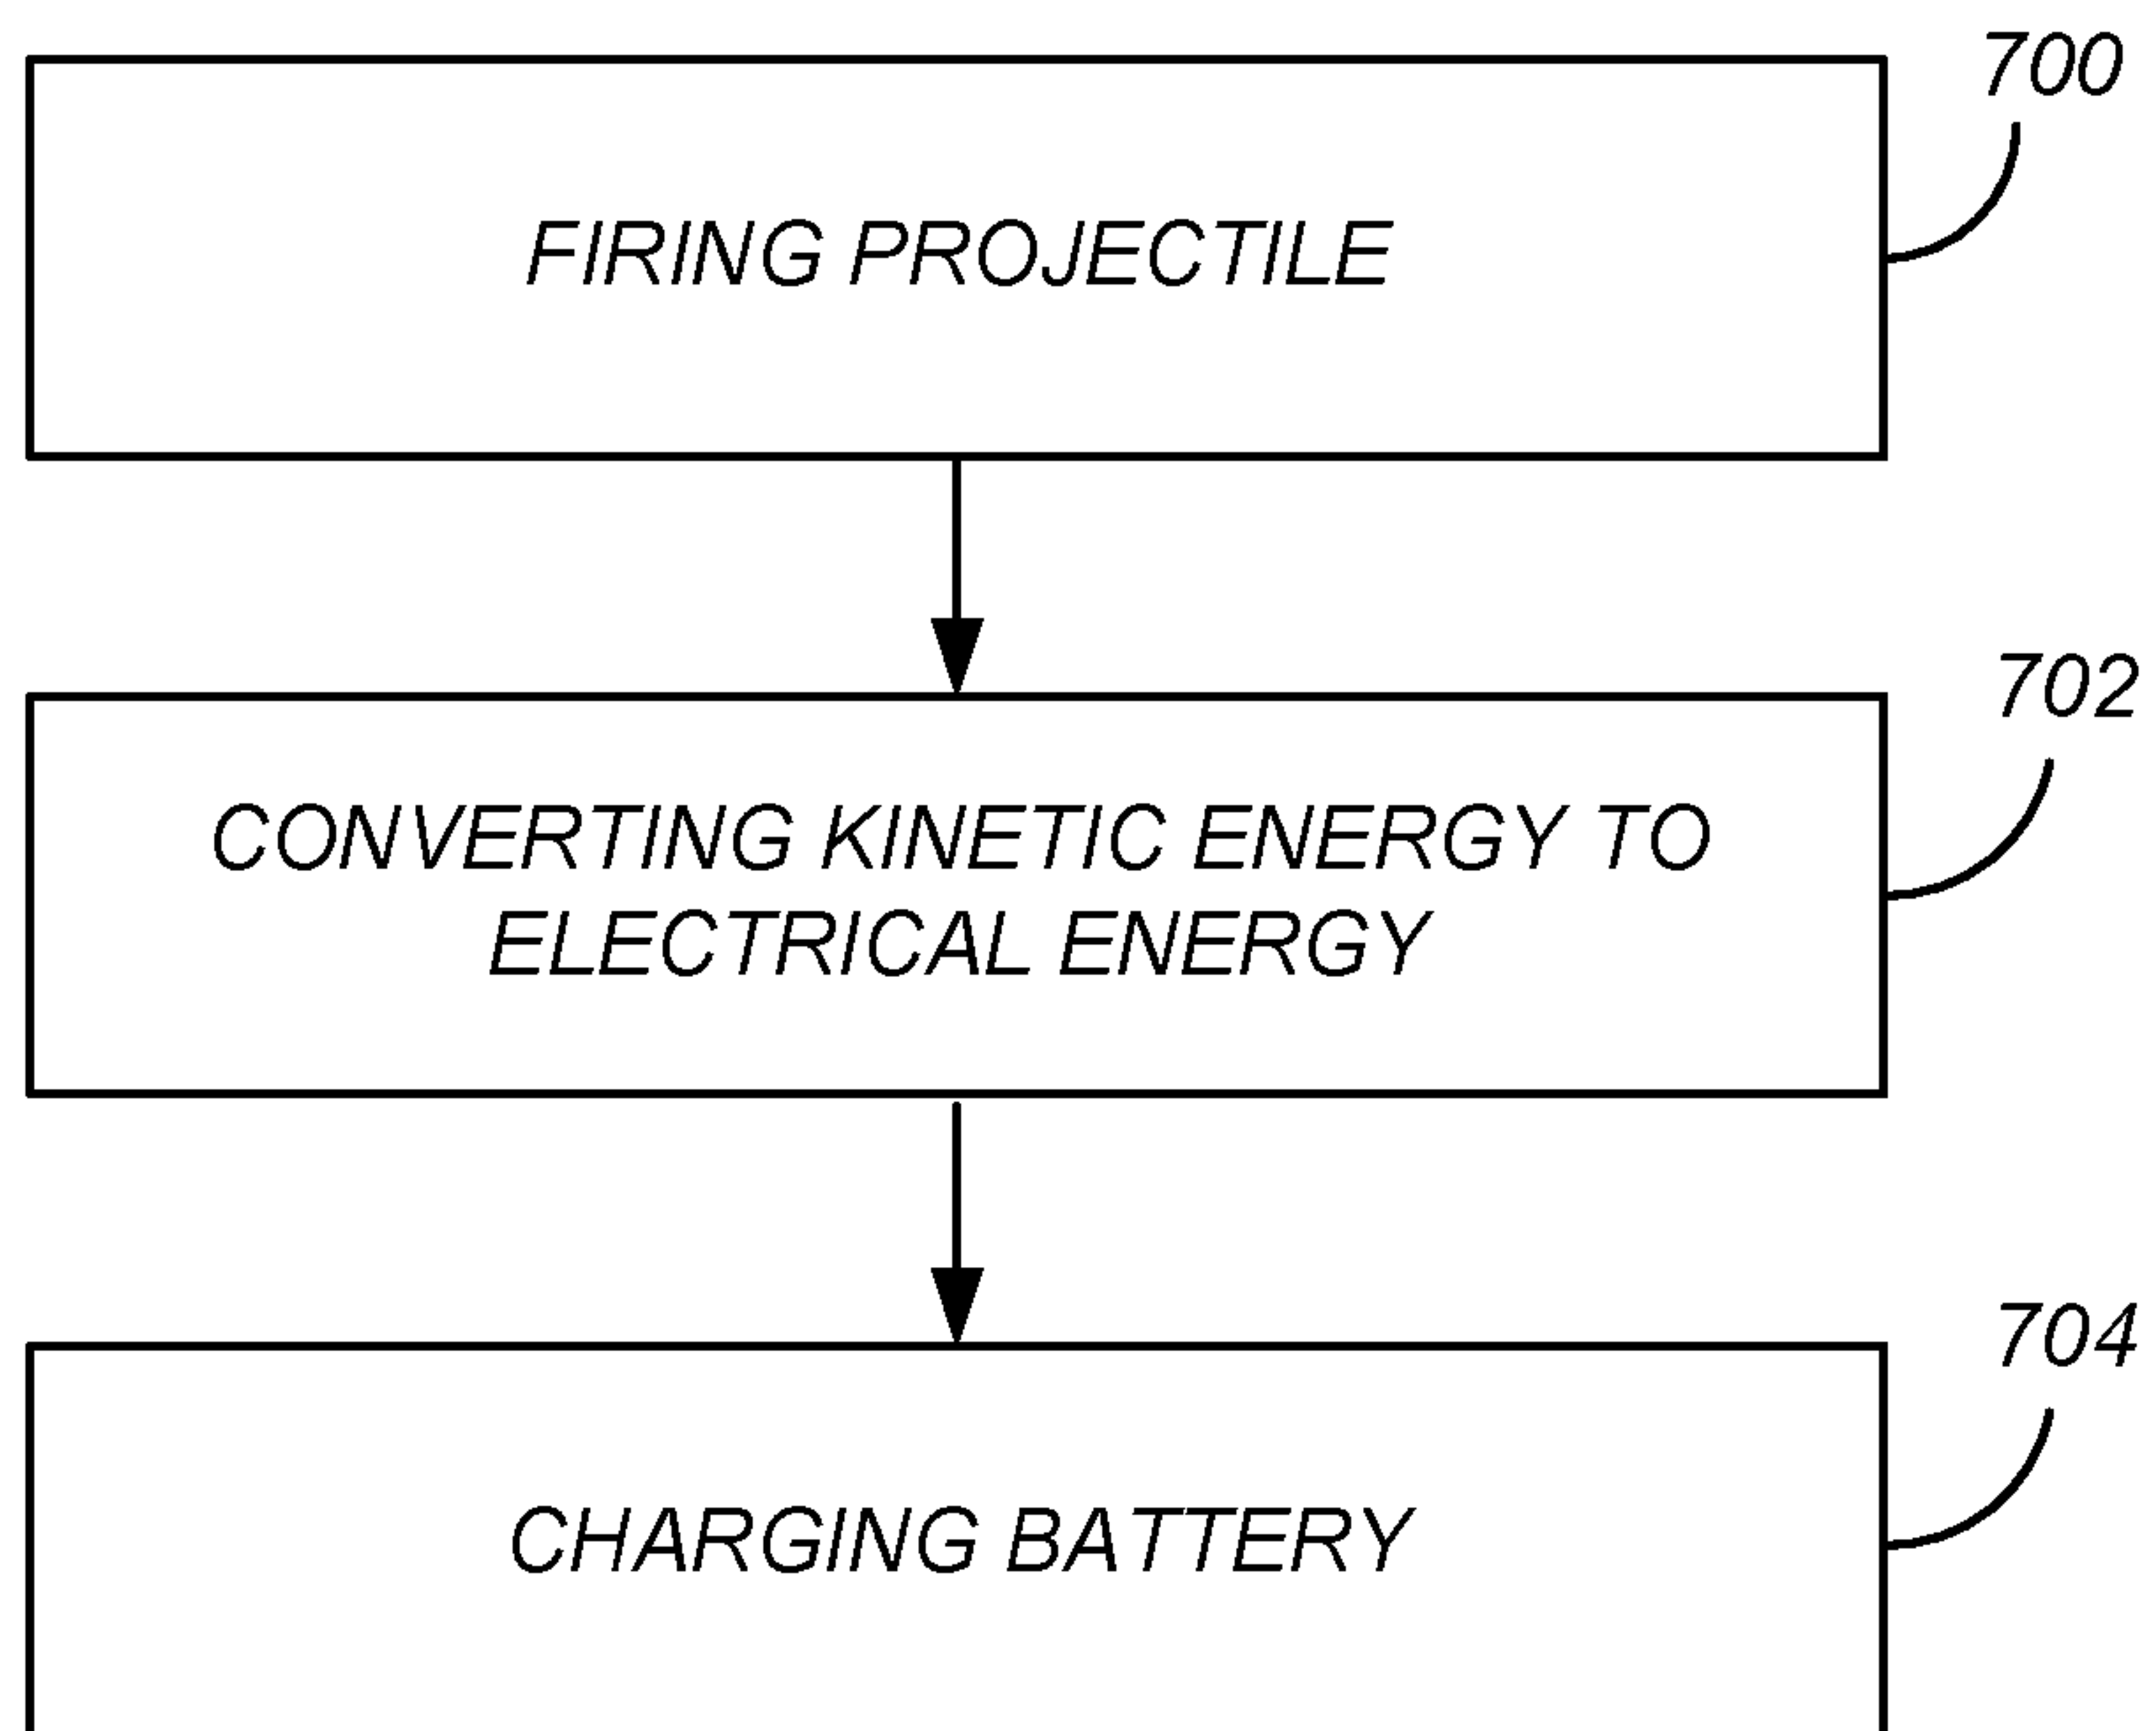 700
FIRING PROJECTILE
702
CONVERTING KINETIC ENERGY TO
ELECTRICAL ENERGY
704
CHARGING BATTERY